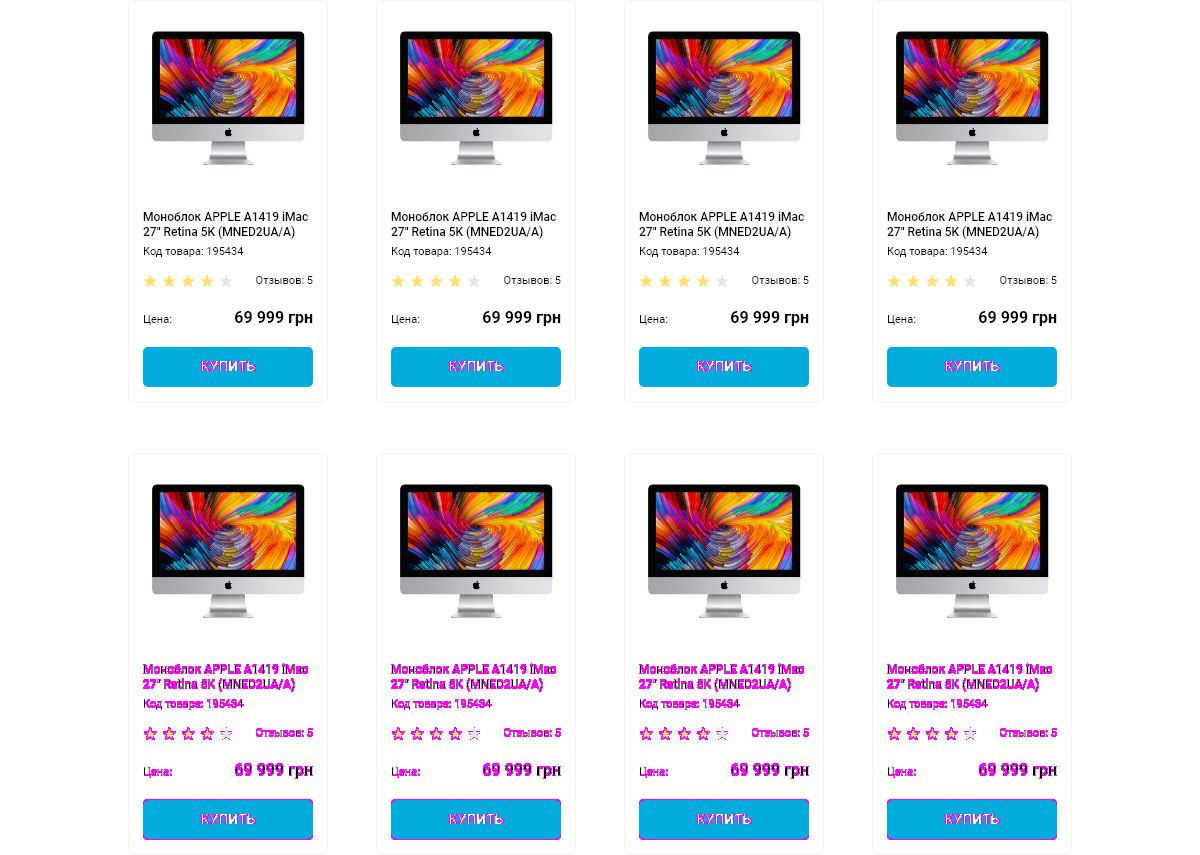 Моноблок APPLE A1419 iMac
27" Retina 5K (MNED2UA/A)
Код товара: 195434
Отзывов: 5
Цена: 69 999 грн
КУПИТЬ
Моноблок APPLE A1419 iMac
27" Retina 5K (MNED2UA/A)
Код товара: 195434
Отзывов: 5
Цена: 69 999 грн
КУПИТЬ
Моноблок APPLE A1419 iMac
27" Retina 5K (MNED2UA/A)
Код товара: 195434
Отзывов: 5
Цена: 69 999 грн
КУПИТЬ
Моноблок APPLE A1419 iMac
27" Retina 5K (MNED2UA/A)
Код товара: 195434
Отзывов: 5
Цена: 69 999 грн
КУПИТЬ
Моноблок APPLE A1419 iMac
27" Retina 5K (MNED2UA/A)
Код товара: 195434
Отзывов: 5
Цена: 69 999 грн
КУПИТЬ
Моноблок APPLE A1419 iMac
27" Retina 5K (MNED2UA/A)
Код товара: 195434
Отзывов: 5
Цена: 69 999 грн
КУПИТЬ
Моноблок APPLE A1419 iMac
27" Retina 5K (MNED2UA/A)
Код товара: 195434
Отзывов: 5
Цена: 69 999 грн
КУПИТЬ
Моноблок APPLE A1419 iMac
27" Retina 5K (MNED2UA/A)
Код товара: 195434
Отзывов: 5
Цена: 69 999 грн
КУПИТЬ